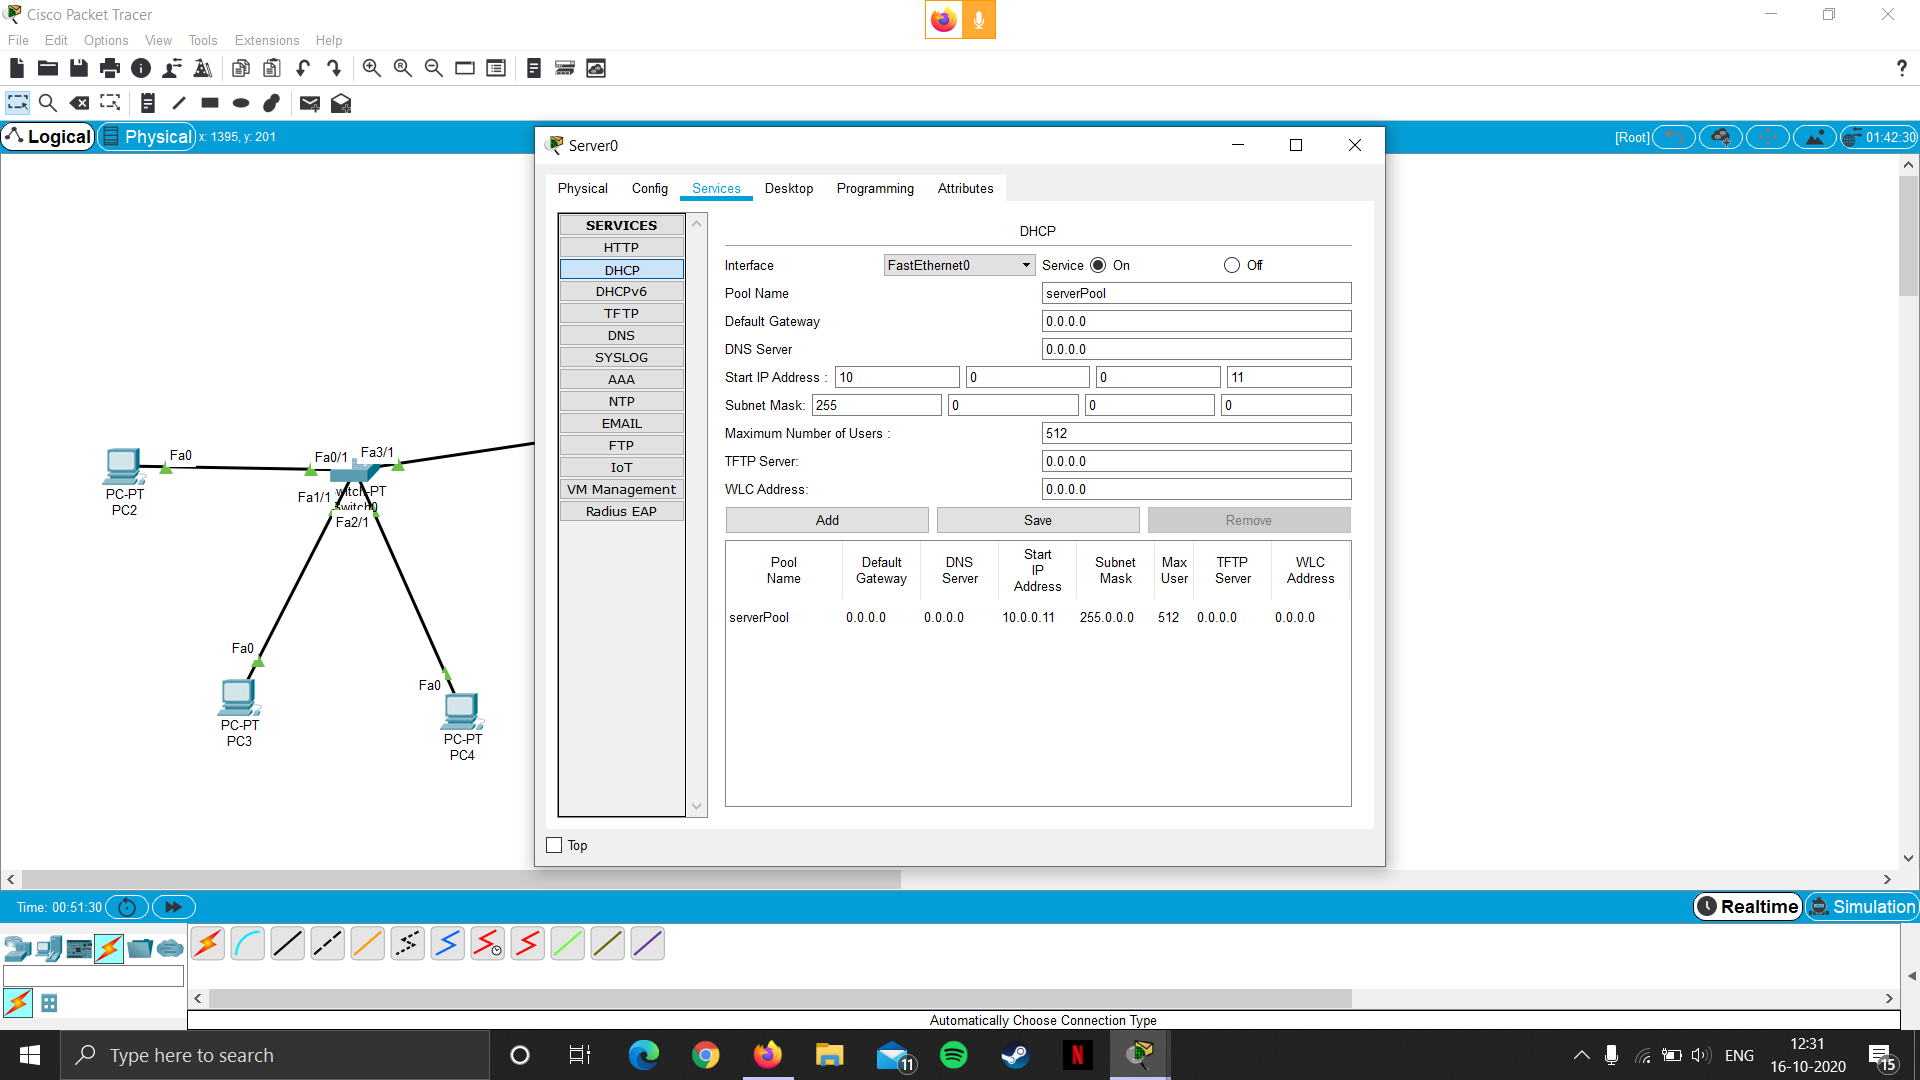 Cisco Packet Tracer
File Edit Options View Tools Extensions Help
?
Logical Physical x: 1395, y: 201
[Root] 01:42:30
Server0
Physical Config Services Desktop Programming Attributes
SERVICES
HTTP
DHCP
DHCPv6
TFTP
DNS
SYSLOG
AAA
NTP
EMAIL
FTP
IoT
VM Management
Radius EAP
DHCP
Interface FastEthernet0 Service On Off
Pool Name serverPool
Default Gateway 0.0.0.0
DNS Server 0.0.0.0
Start IP Address : 10 0 0 11
Subnet Mask: 255 0 0 0
Maximum Number of Users : 512
TFTP Server: 0.0.0.0
WLC Address: 0.0.0.0
Add Save Remove
Pool Name Default Gateway DNS Server Start IP Address Subnet Mask Max User TFTP Server WLC Address
serverPool 0.0.0.0 0.0.0.0 10.0.0.11 255.0.0.0 512 0.0.0.0 0.0.0.0
Top
Fa0
Fa0/1
Fa3/1
PC-PT
PC2
Fa1/1
witch-PT
Switch0
Fa2/1
Fa0
PC-PT
PC3
Fa0
PC-PT
PC4
Time: 00:51:30
Realtime Simulation
Automatically Choose Connection Type
Type here to search
11
N
ENG
12:31
16-10-2020
15